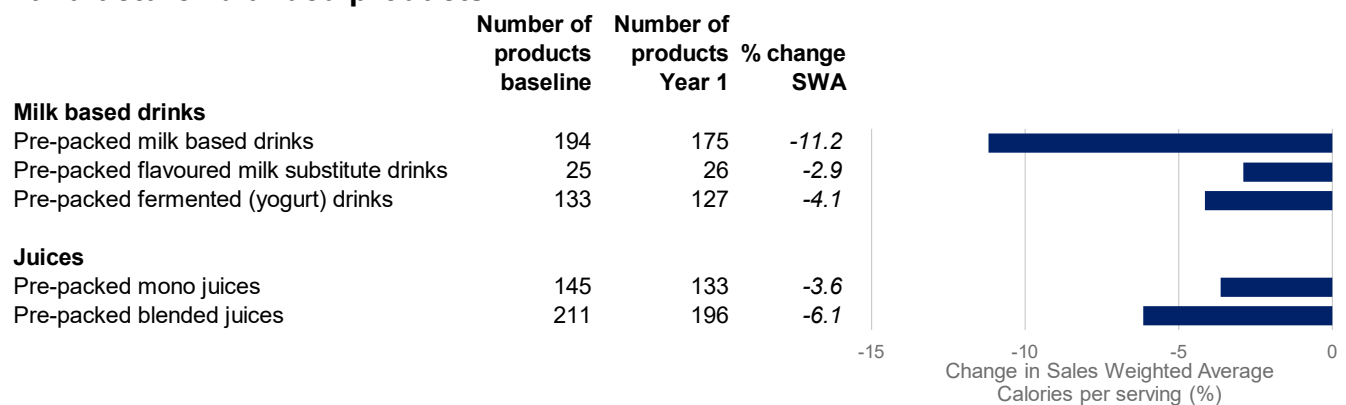 Number of Number of
products products % change
baseline Year 1 SWA
Milk based drinks
Pre-packed milk based drinks 194 175 -11.2
Pre-packed flavoured milk substitute drinks 25 26 -2.9
Pre-packed fermented (yogurt) drinks 133 127 -4.1
Juices
Pre-packed mono juices 145 133 -3.6
Pre-packed blended juices 211 196 -6.1
-15 -10 -5 0
Change in Sales Weighted Average
Calories per serving (%)